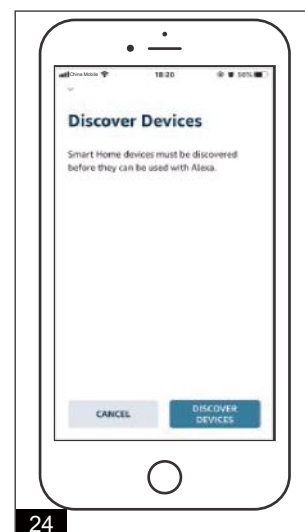 China Mobile 18:20 50%
Discover Devices
Smart Home devices must be discovered
before they can be used with Alexa.
CANCEL
DISCOVER
DEVICES
24